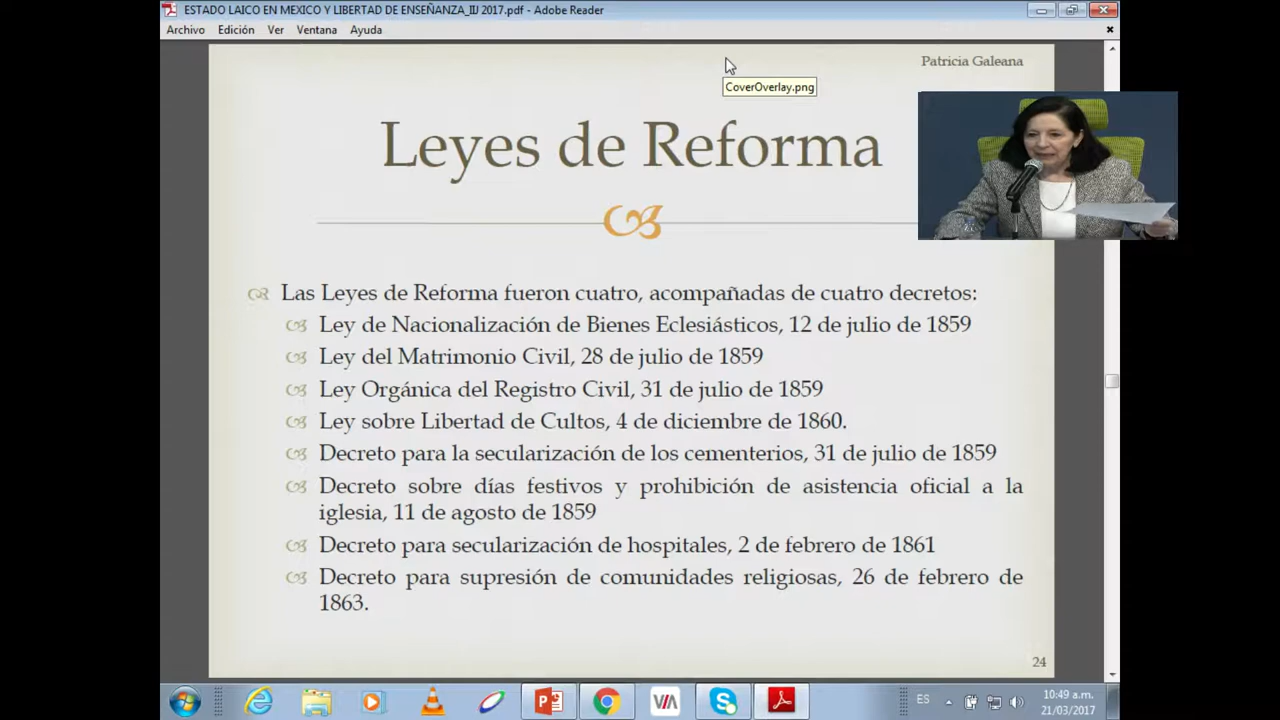 ESTADO LAICO EN MEXICO Y LIBERTAD DE ENSEÑANZA_IIJ 2017.pdf - Adobe Reader
Archivo Edición Ver Ventana Ayuda
Patricia Galeana
CoverOverlay.png
Leyes de Reforma
Las Leyes de Reforma fueron cuatro, acompañadas de cuatro decretos:
Ley de Nacionalización de Bienes Eclesiásticos, 12 de julio de 1859
Ley del Matrimonio Civil, 28 de julio de 1859
Ley Orgánica del Registro Civil, 31 de julio de 1859
Ley sobre Libertad de Cultos, 4 de diciembre de 1860.
Decreto para la secularización de los cementerios, 31 de julio de 1859
Decreto sobre días festivos y prohibición de asistencia oficial a la
iglesia, 11 de agosto de 1859
Decreto para secularización de hospitales, 2 de febrero de 1861
Decreto para supresión de comunidades religiosas, 26 de febrero de
1863.
24
VIA
ES
10:49 a.m.
21/03/2017